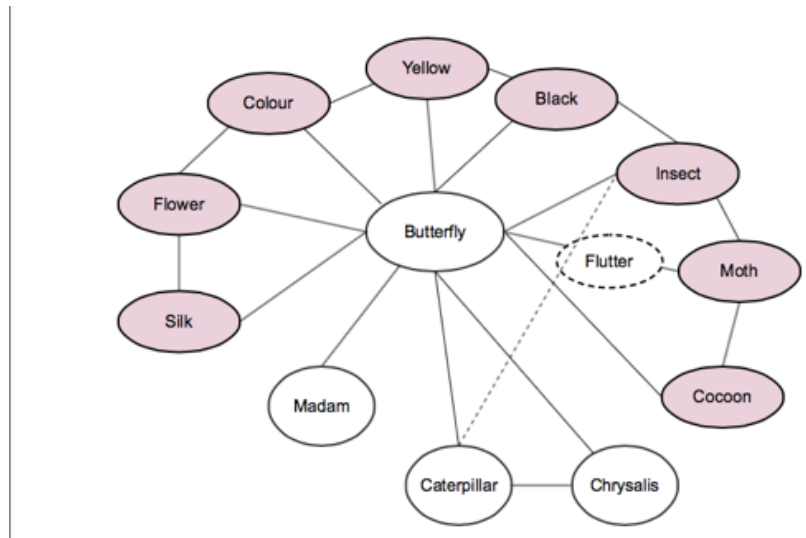 Yellow
Colour
Black
Insect
Flower
Butterfly
Flutter
Moth
Silk
Madam
Cocoon
Caterpillar
Chrysalis